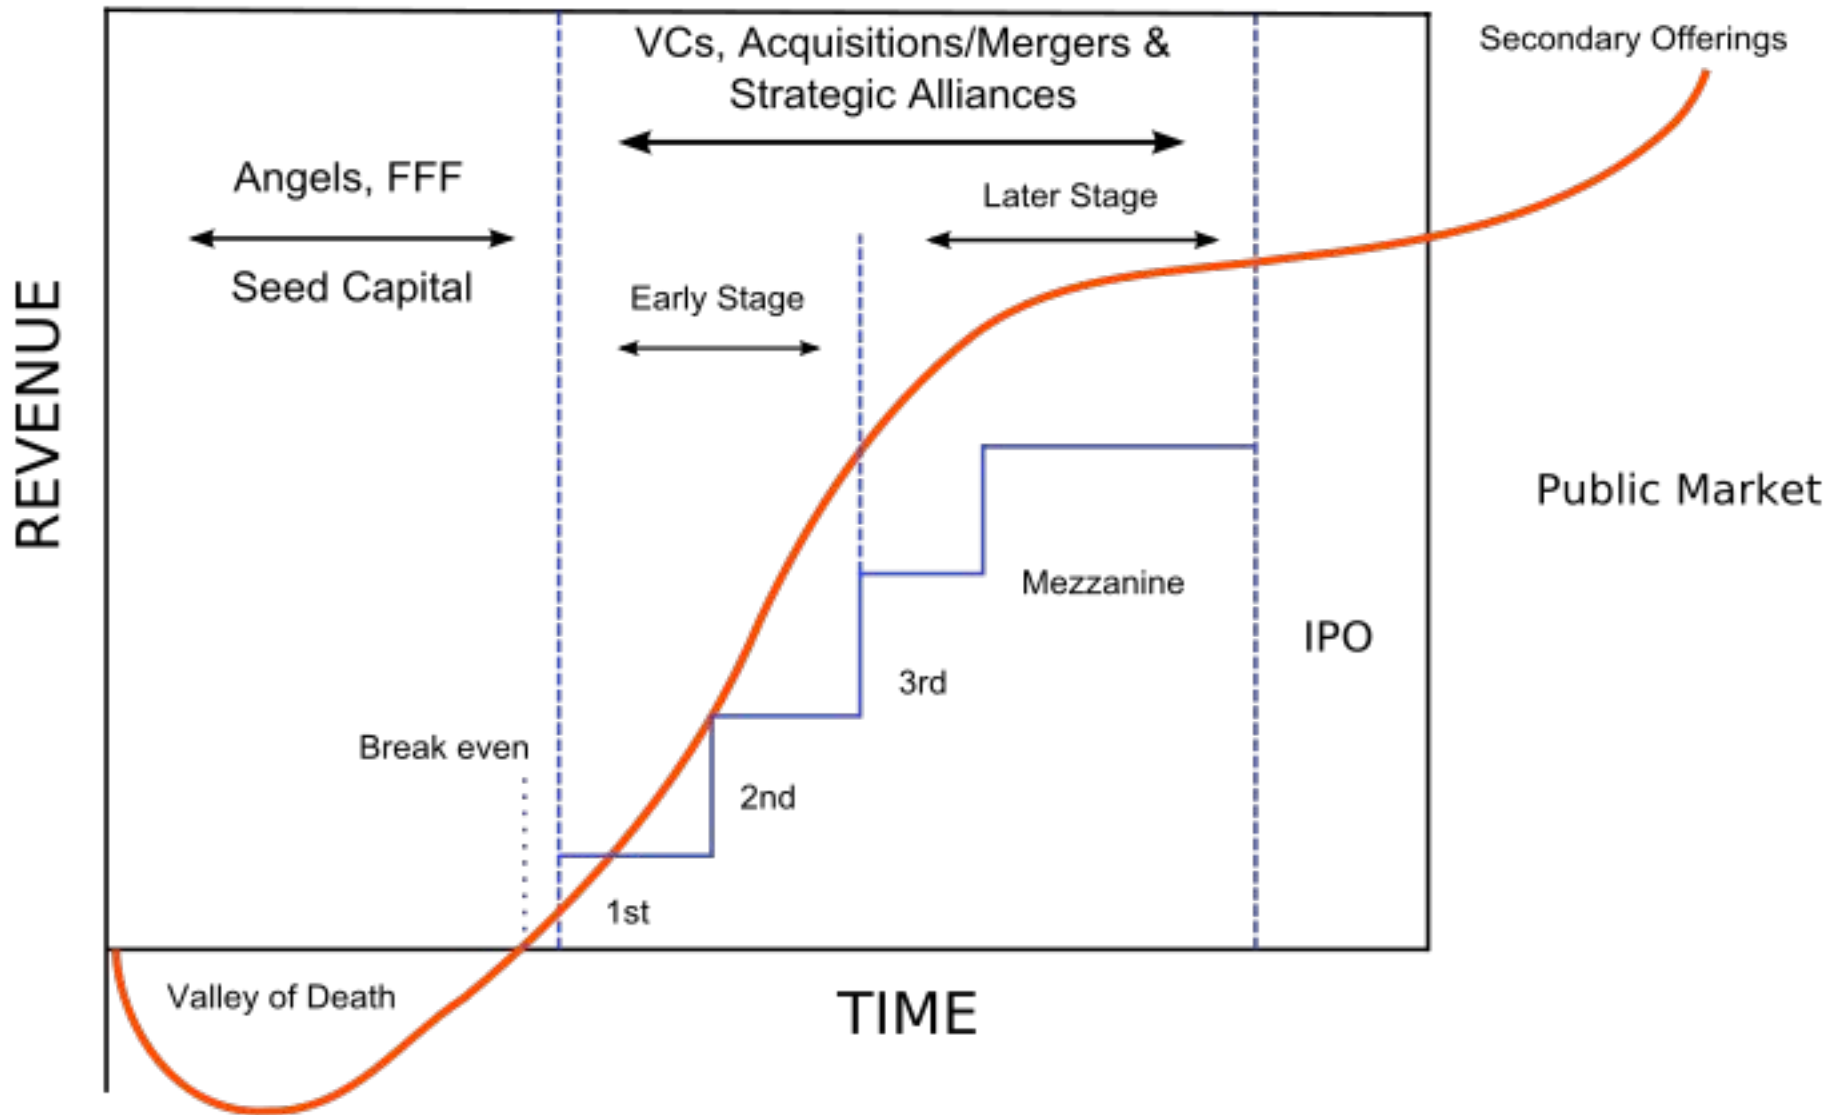 VCs, Acquisitions/Mergers &
Strategic Alliances
Secondary Offerings
Angels, FFF
Seed Capital
Later Stage
Early Stage
REVENUE
Public Market
Mezzanine
IPO
3rd
Break even
2nd
1st
Valley of Death
TIME